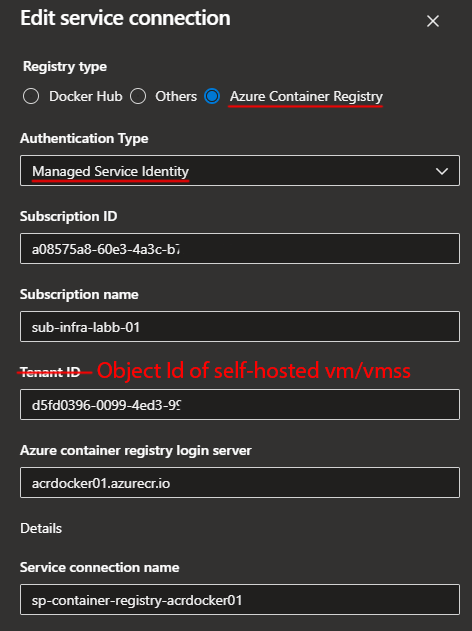 Edit service connection
Registry type
Docker Hub Others Azure Container Registry
Authentication Type
Managed Service Identity
Subscription ID
a08575a8-60e3-4a3c-b7
Subscription name
sub-infra-labb-01
Tenant ID Object Id of self-hosted vm/vmss
d5fd0396-0099-4ed3-99
Azure container registry login server
acrdocker01.azurecr.io
Details
Service connection name
sp-container-registry-acrdocker01